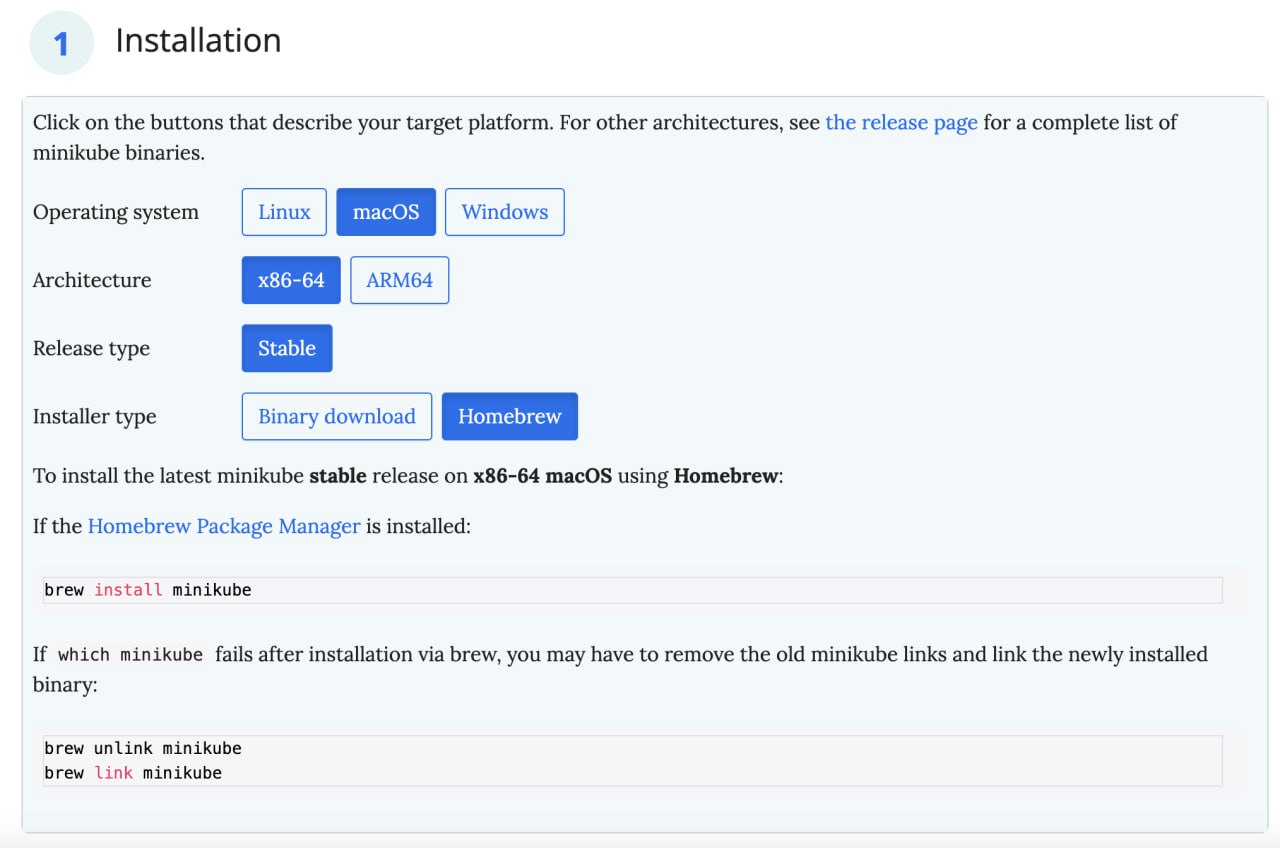 1 Installation
Click on the buttons that describe your target platform. For other architectures, see the release page for a complete list of
minikube binaries.
Operating system Linux macOS Windows
Architecture x86-64 ARM64
Release type Stable
Installer type Binary download Homebrew
To install the latest minikube stable release on x86-64 macOS using Homebrew:
If the Homebrew Package Manager is installed:
brew install minikube
If which minikube fails after installation via brew, you may have to remove the old minikube links and link the newly installed
binary:
brew unlink minikube
brew link minikube